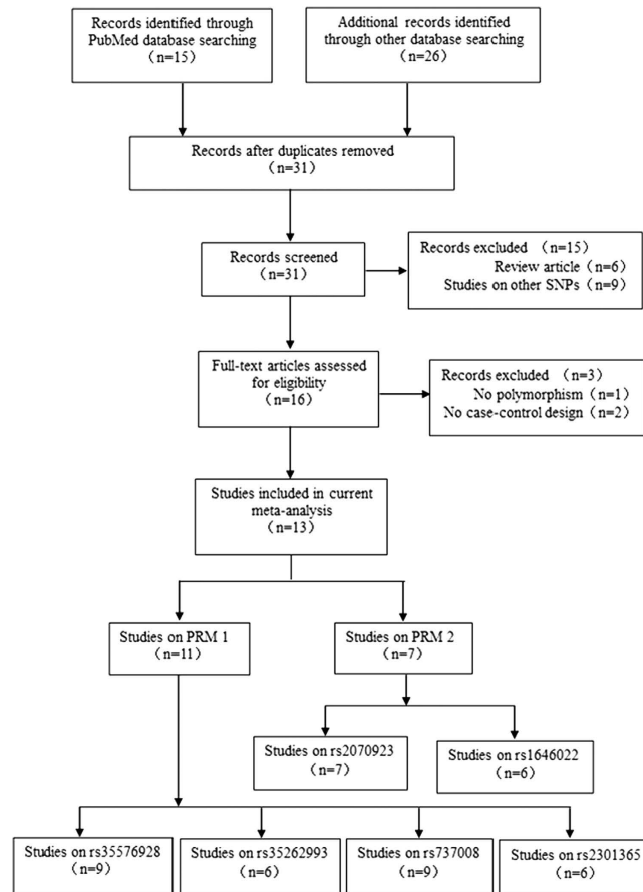 Records identified through
PubMed database searching
（n=15）
Additional records identified
through other database searching
（n=26）
Records after duplicates removed
（n=31）
Records screened
（n=31）
Records excluded （n=15）
Review article （n=6）
Studies on other SNPs （n=9）
Full-text articles assessed
for eligibility
（n=16）
Records excluded （n=3）
No polymorphism （n=1）
No case-control design （n=2）
Studies included in current
meta-analysis
（n=13）
Studies on PRM 1
（n=11）
Studies on PRM 2
（n=7）
Studies on rs2070923
（n=7）
Studies on rs1646022
（n=6）
Studies on rs35576928
（n=9）
Studies on rs35262993
（n=6）
Studies on rs737008
（n=9）
Studies on rs2301365
（n=6）